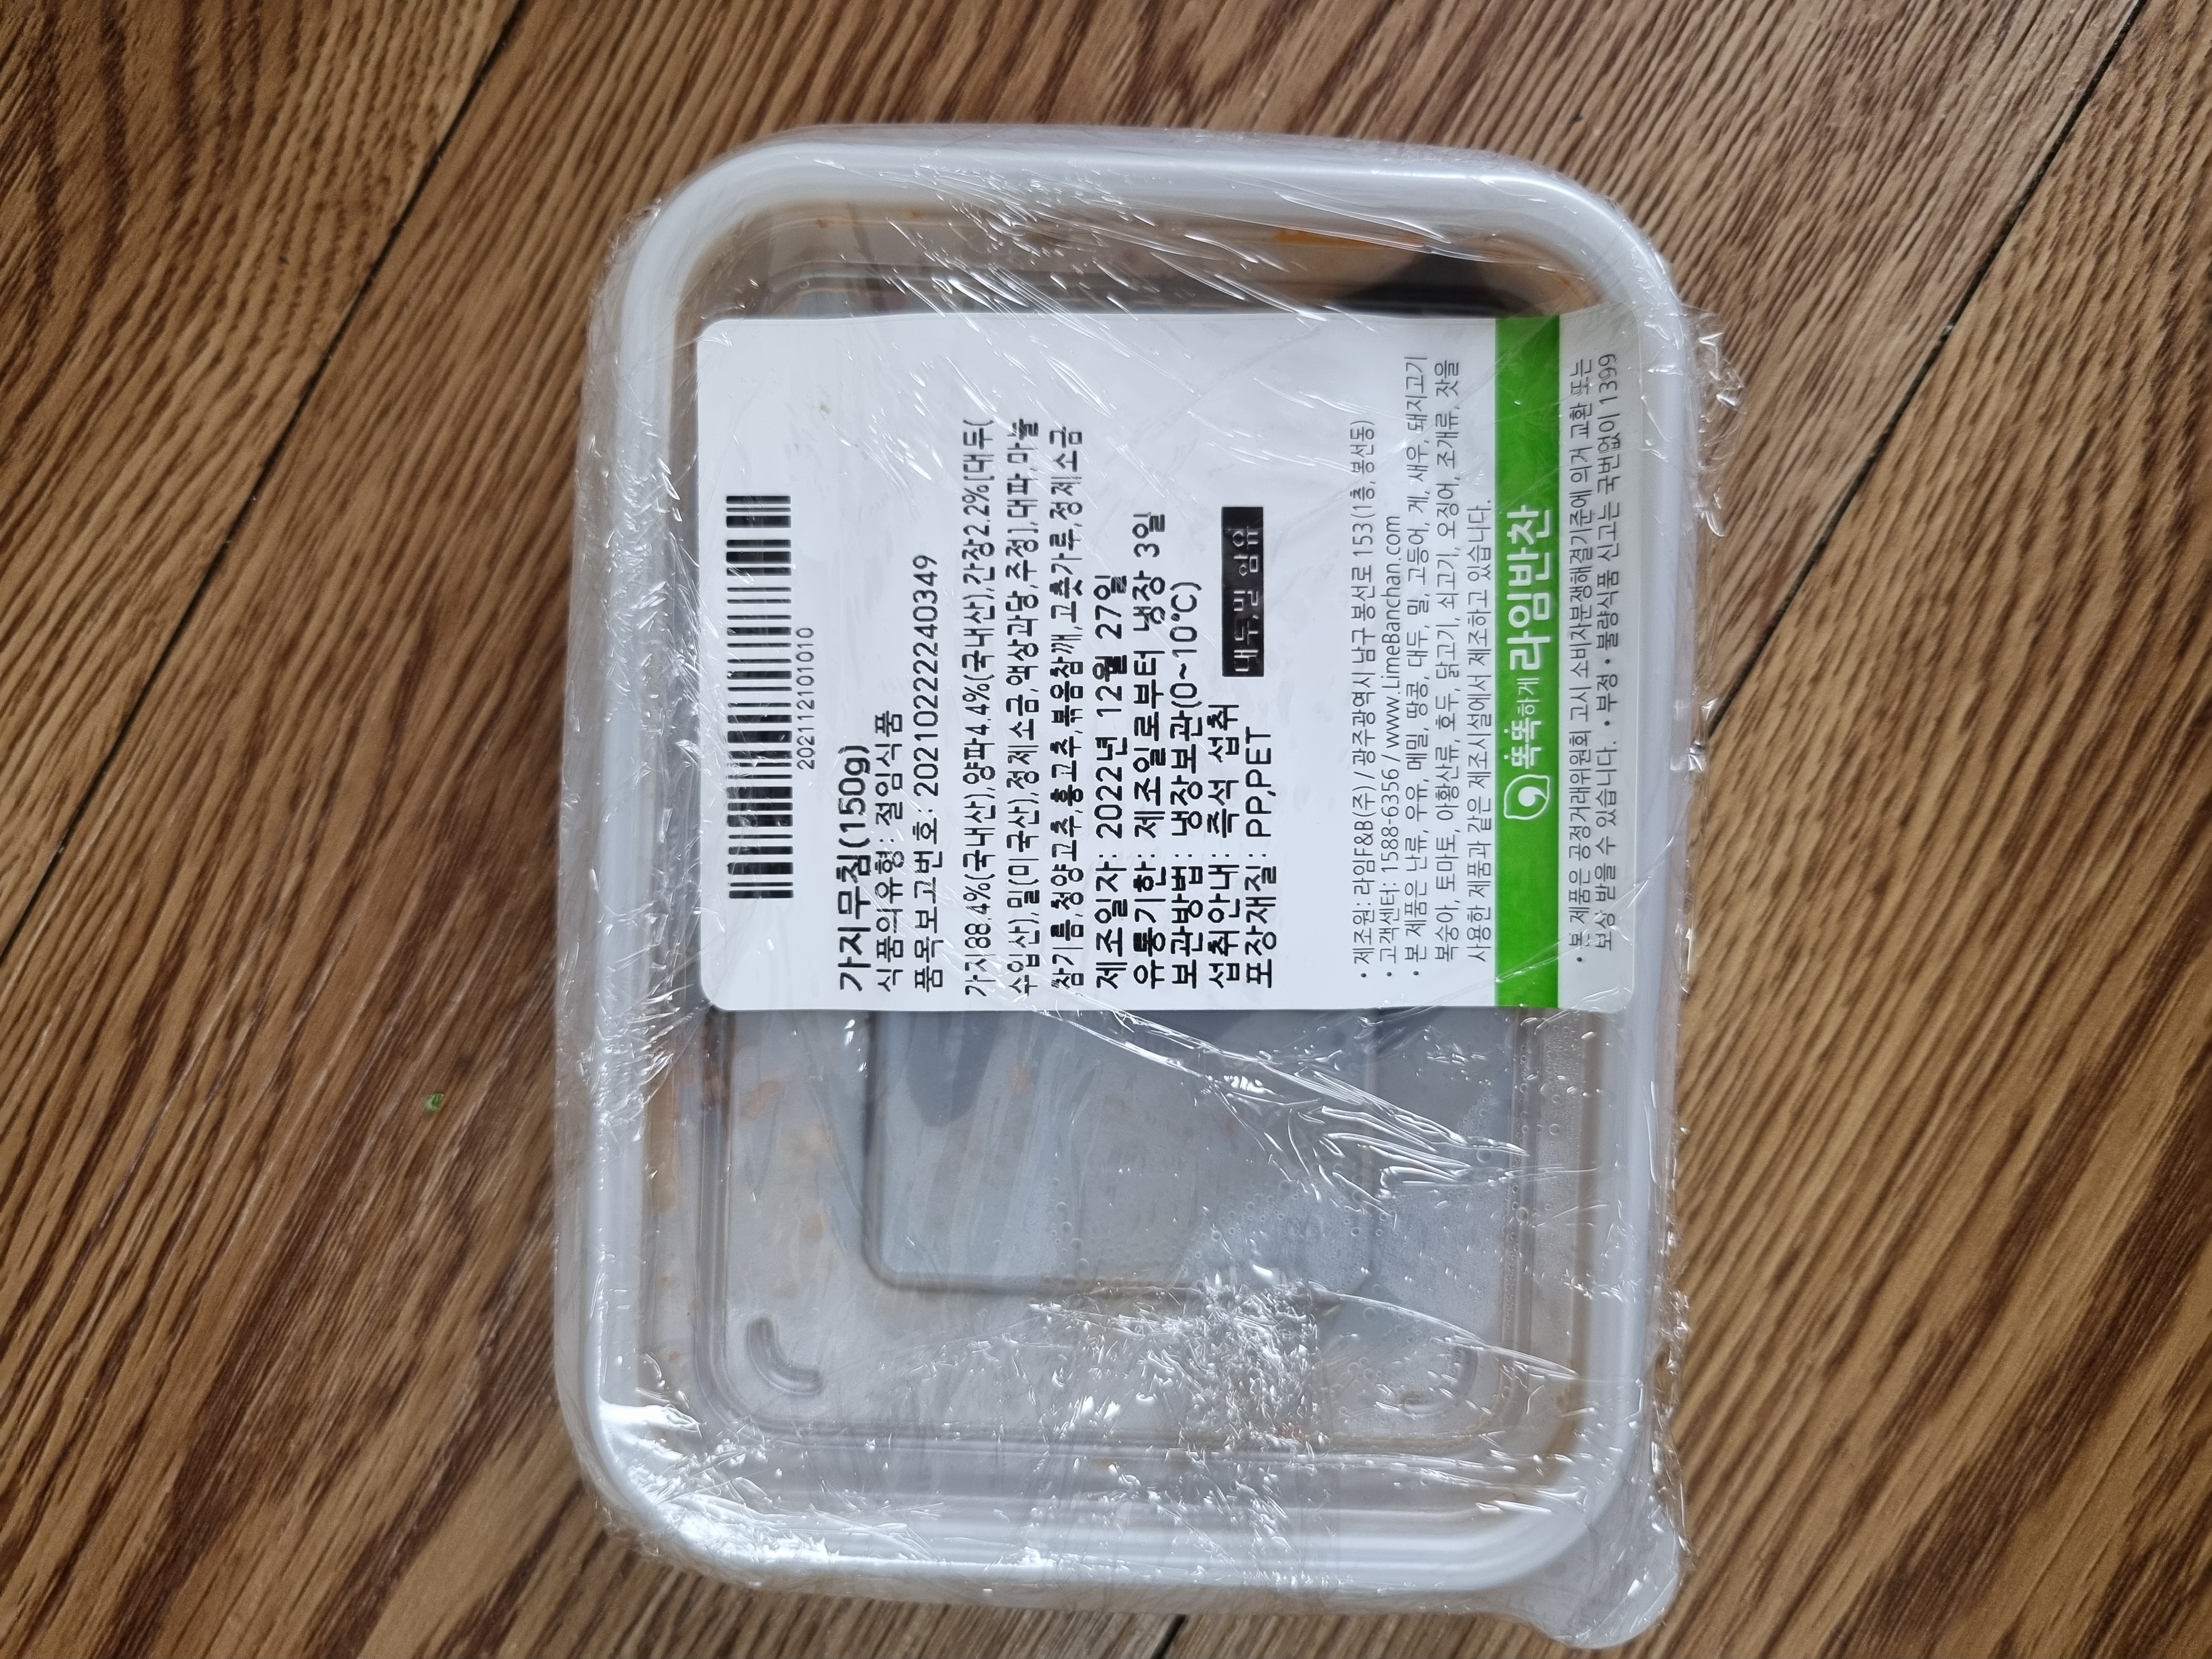 202112101010
가지무침(150g)
식품의유형: 절임식품
품목보고번호: 20210222240349
가지88.4%(국내산),양파4.4%(국내산),간장2.2%[대두(
수입산),밀(미국산),정제소금,액상과당,주정],대파,마늘
참기름,청양고추,홍고추,볶음참깨,고춧가루,정제소금
제조일자: 2022년 12월 27일
유통기한: 제조일로부터 냉장 3일
보관방법: 냉장보관(0~10℃)
섭취안내: 즉석 섭취
포장재질: PP,PET
대두,밀 함유
• 제조원: 라임F&B(주) / 광주광역시 남구 봉선로 153(1층, 봉선동)
• 고객센터: 1588-6356 / www.LimeBanchan.com
• 본 제품은 난류, 우유, 메밀, 땅콩, 대두, 밀, 고등어, 게, 새우, 돼지고기
복숭아, 토마토, 아황산류, 호두, 닭고기, 쇠고기, 오징어, 조개류, 잣을
사용한 제품과 같은 제조시설에서 제조하고 있습니다.
똑똑하게 라임반찬
• 본 제품은 공정거래위원회 고시 소비자분쟁해결기준에 의거 교환 또는
보상 받을 수 있습니다. • 부정 • 불량식품 신고는 국번없이 1399